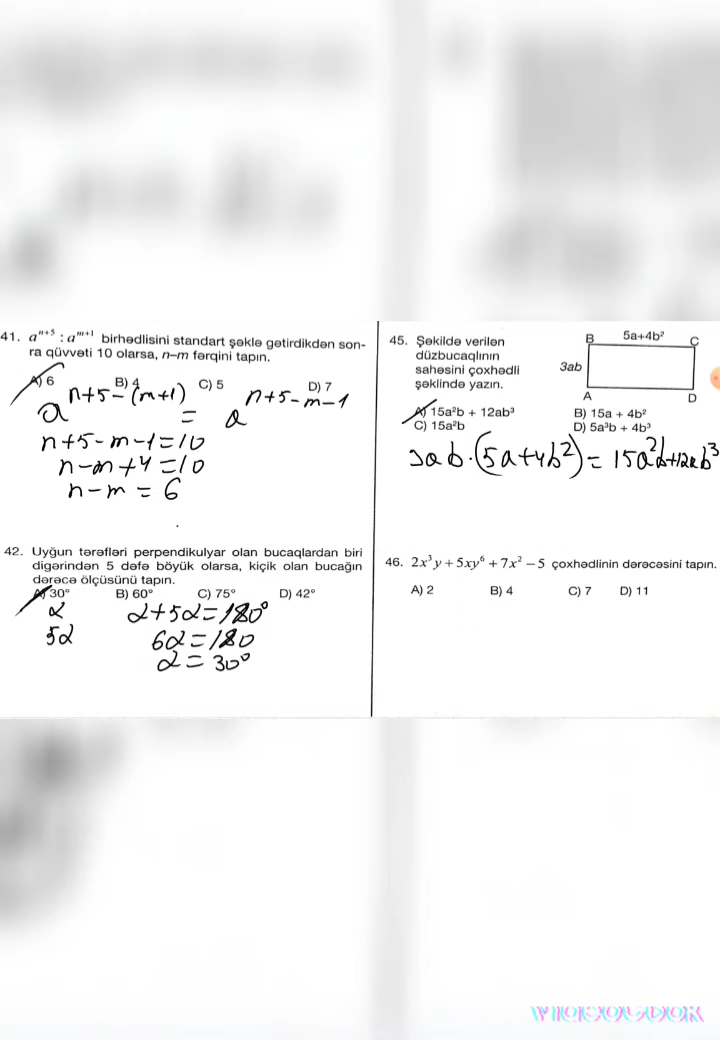 41. aⁿ⁺⁵ : aᵐ⁺¹ birhədlisini standart şəklə gətirdikdən son-
ra qüvvəti 10 olarsa, n–m fərqini tapın.
A) 6 B) 4 C) 5 D) 7
a n+5-(m+1) = a n+5-m-1
n+5-m-1=10
n-m+4=10
n-m = 6
42. Uyğun tərəfləri perpendikulyar olan bucaqlardan biri
digərindən 5 dəfə böyük olarsa, kiçik olan bucağın
dərəcə ölçüsünü tapın.
A) 30° B) 60° C) 75° D) 42°
α α+5α=180°
5α 6α=180
α=30°
45. Şəkildə verilən
düzbucaqlının
sahəsini çoxhədli
şəklində yazın.
B 5a+4b² C
3ab
A D
A) 15a²b + 12ab³ B) 15a + 4b²
C) 15a²b D) 5a³b + 4b³
3ab·(5a+4b²)=15a²b+12ab³
46. 2x³y + 5xy⁶ + 7x² – 5 çoxhədlinin dərəcəsini tapın.
A) 2 B) 4 C) 7 D) 11